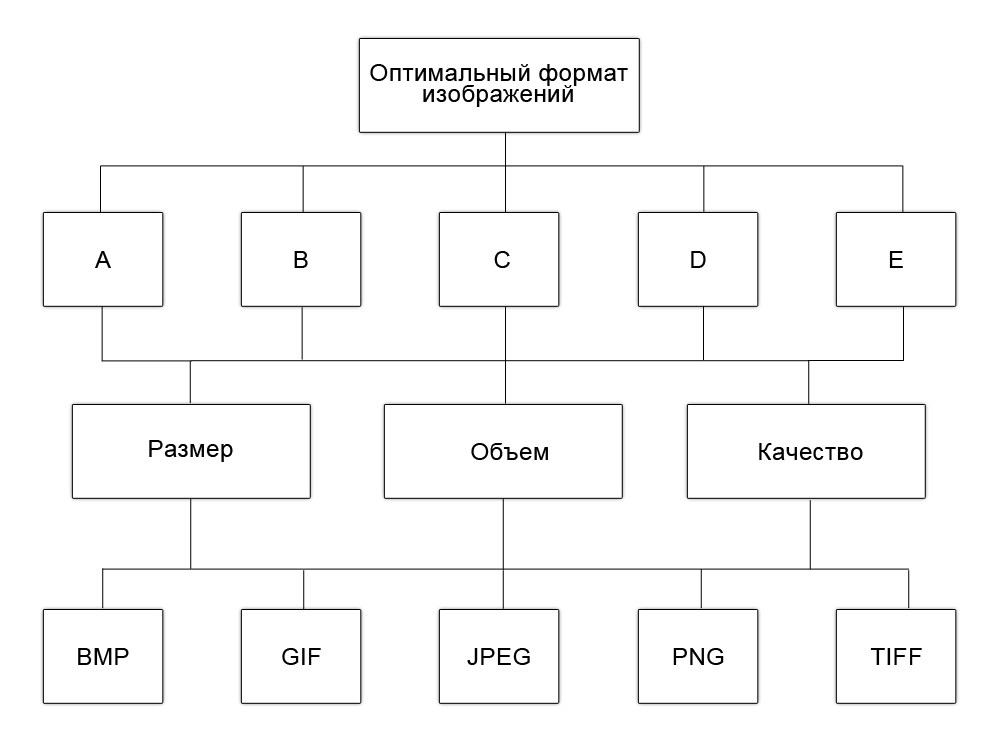 Оптимальный формат
изображений
A
B
C
D
E
Размер
Объем
Качество
BMP
GIF
JPEG
PNG
TIFF